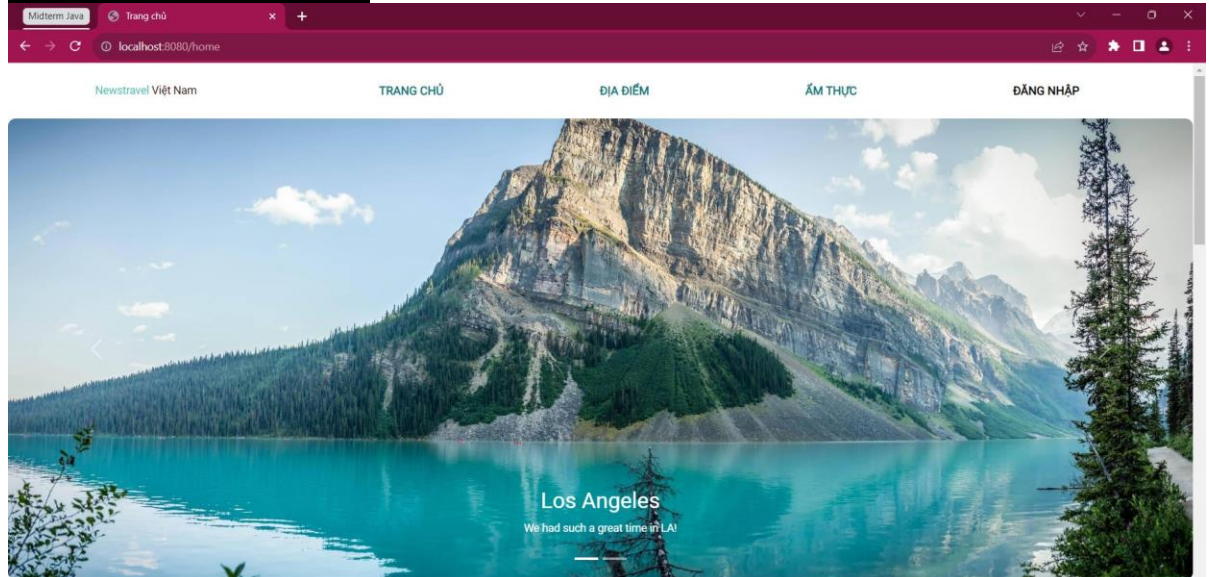 Midterm Java
Trang chủ
localhost:8080/home
Newstravel Việt Nam
TRANG CHỦ
ĐỊA ĐIỂM
ẨM THỰC
ĐĂNG NHẬP
Los Angeles
We had such a great time in LA!